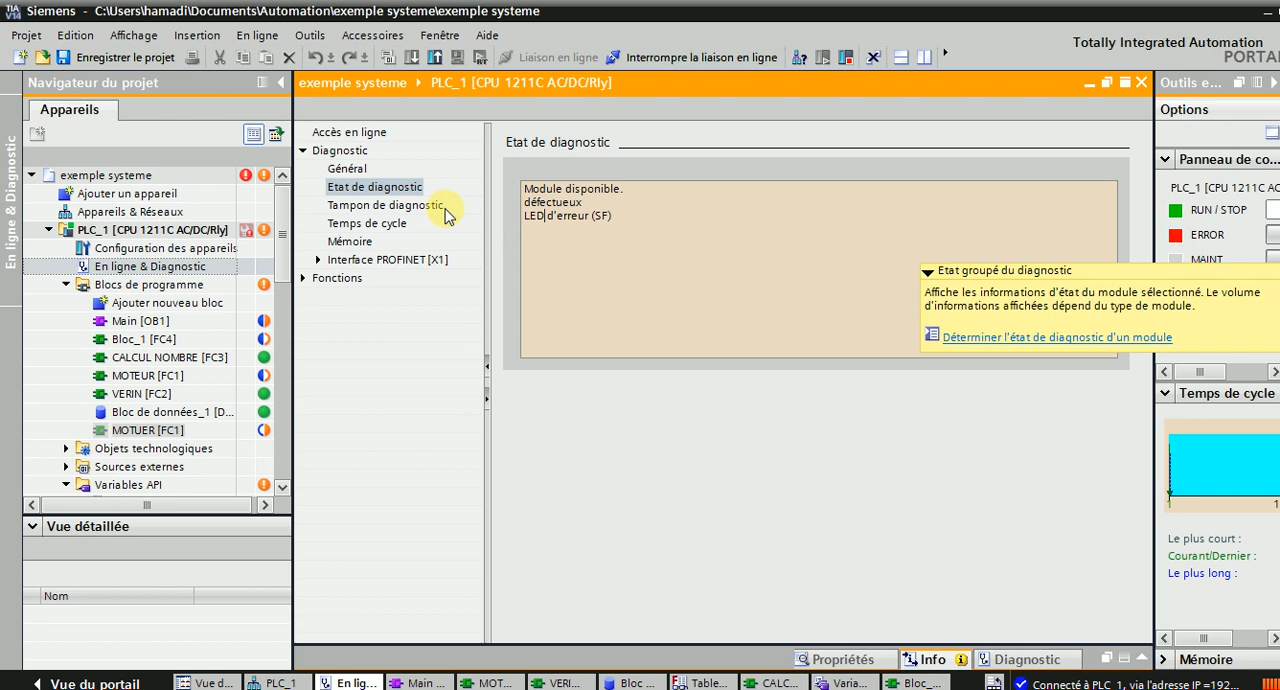 TIA V14
Siemens - C:\Users\hamadi\Documents\Automation\exemple systeme\exemple systeme
Projet Edition Affichage Insertion En ligne Outils Accessoires Fenêtre Aide
Totally Integrated Automation
PORTA
Enregistrer le projet
Liaison en ligne
Interrompre la liaison en ligne
Navigateur du projet
exemple systeme
PLC_1 [CPU 1211C AC/DC/Rly]
Outils e...
Appareils
Options
En ligne & Diagnostic
exemple systeme
Ajouter un appareil
Appareils & Réseaux
PLC_1 [CPU 1211C AC/DC/Rly]
Configuration des appareils
En ligne & Diagnostic
Blocs de programme
Ajouter nouveau bloc
Main [OB1]
Bloc_1 [FC4]
CALCUL NOMBRE [FC3]
MOTEUR [FC1]
VERIN [FC2]
Bloc de données_1 [D...
MOTUER [FC1]
Objets technologiques
Sources externes
Variables API
Vue détaillée
Nom
Accès en ligne
Diagnostic
Général
Etat de diagnostic
Tampon de diagnostic
Temps de cycle
Mémoire
Interface PROFINET [X1]
Fonctions
Etat de diagnostic
Module disponible.
défectueux
LED d'erreur (SF)
Etat groupé du diagnostic
Affiche les informations d'état du module sélectionné. Le volume
d'informations affichées dépend du type de module.
Déterminer l'état de diagnostic d'un module
Panneau de co...
PLC_1 [CPU 1211C AC
RUN / STOP
ERROR
MAINT
Temps de cycle
1
1
Le plus court :
Courant/Dernier :
Le plus long :
Mémoire
Propriétés
Info
Diagnostic
Vue du portail
Vue d...
PLC_1
En lig...
Main ...
MOT...
VERI...
Bloc ...
Table...
CALC...
Varia...
Bloc_...
Connecté à PLC_1, via l'adresse IP =192...